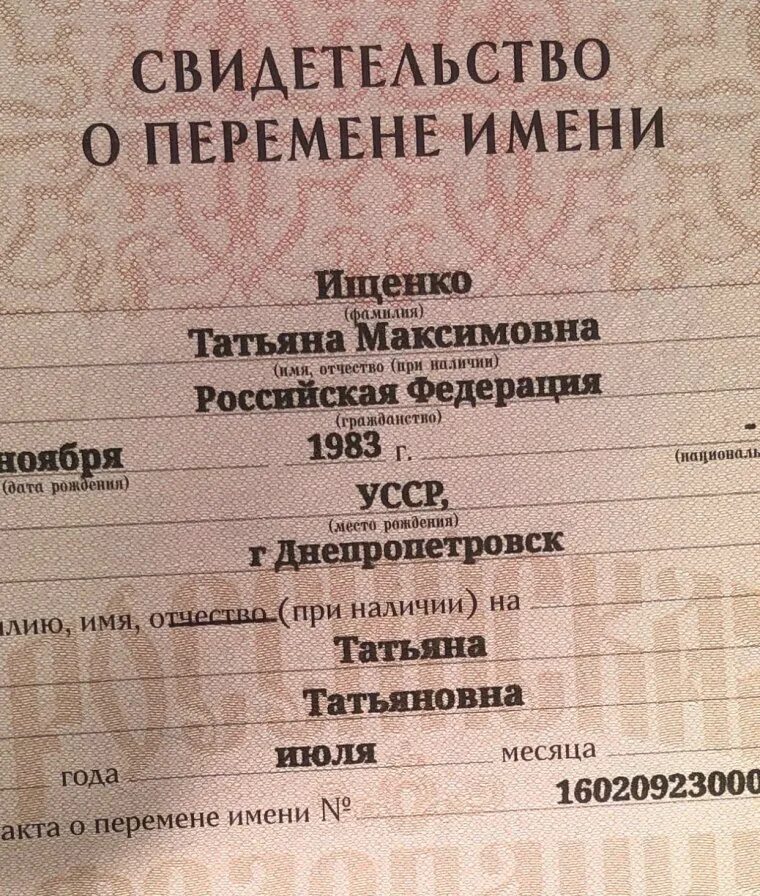 СВИДЕТЕЛЬСТВО
О ПЕРЕМЕНЕ ИМЕНИ
Ищенко
(фамилия)
Татьяна Максимовна
(имя, отчество (при наличии)
Российская Федерация
(гражданство)
ноября 1983 г. -
(дата рождения) (националь
УССР,
(место рождения)
г Днепропетровск
лию, имя, отчество (при наличии) на
Татьяна
Татьяновна
года июля месяца
акта о перемене имени № 16020923000